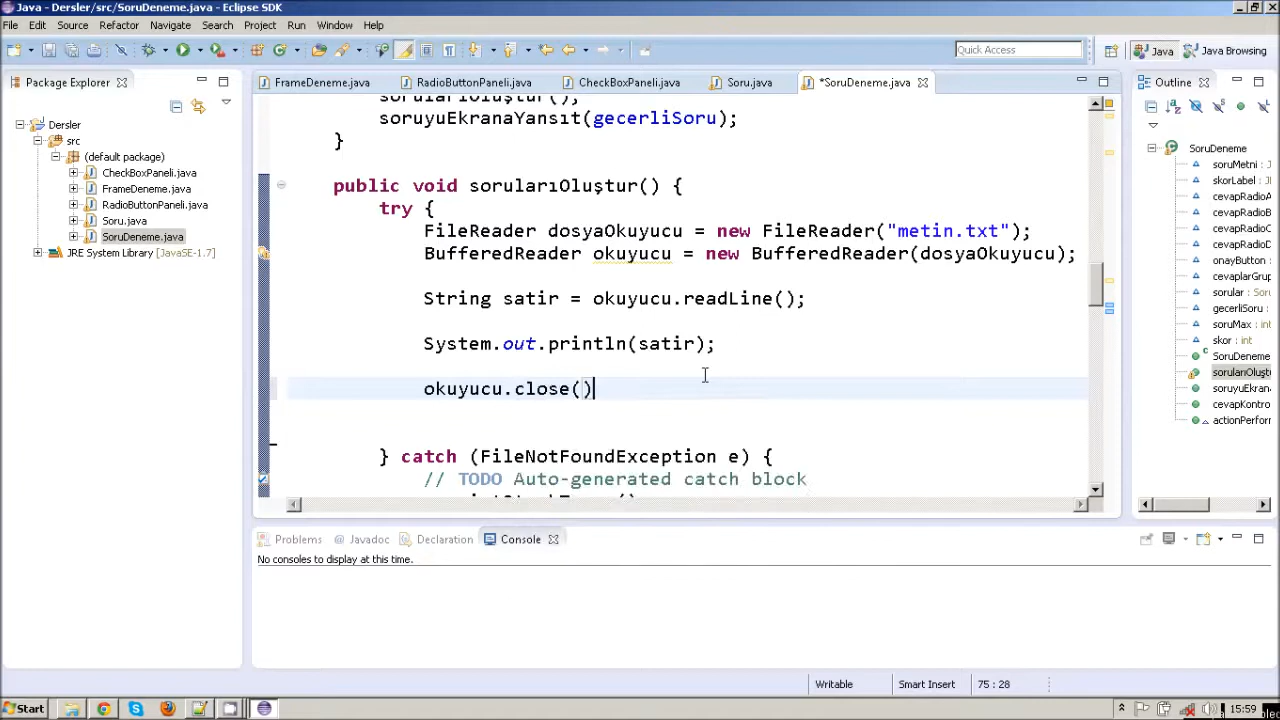 Java - Dersler/src/SoruDeneme.java - Eclipse SDK
File Edit Source Refactor Navigate Search Project Run Window Help
Quick Access Java Java Browsing
Package Explorer
FrameDeneme.java RadioButtonPaneli.java CheckBoxPaneli.java Soru.java *SoruDeneme.java
Outline
Dersler
src
(default package)
CheckBoxPaneli.java
FrameDeneme.java
RadioButtonPaneli.java
Soru.java
SoruDeneme.java
JRE System Library [JavaSE-1.7]
sorularıOluştur();
soruyuEkranaYansıt(gecerliSoru);
}
public void sorularıOluştur() {
try {
FileReader dosyaOkuyucu = new FileReader("metin.txt");
BufferedReader okuyucu = new BufferedReader(dosyaOkuyucu);
String satir = okuyucu.readLine();
System.out.println(satir);
okuyucu.close()
} catch (FileNotFoundException e) {
// TODO Auto-generated catch block
SoruDeneme
soruMetni
skorLabel
cevapRadioA
cevapRadioB
cevapRadioC
cevapRadioD
onayButton
cevaplarGrup
sorular : Soru
gecerliSoru :
soruMax : int
skor : int
SoruDeneme
sorularıOluştu
soruyuEkran
cevapKontro
actionPerfor
Problems @ Javadoc Declaration Console
No consoles to display at this time.
Writable Smart Insert 75 : 28
Start 15:59